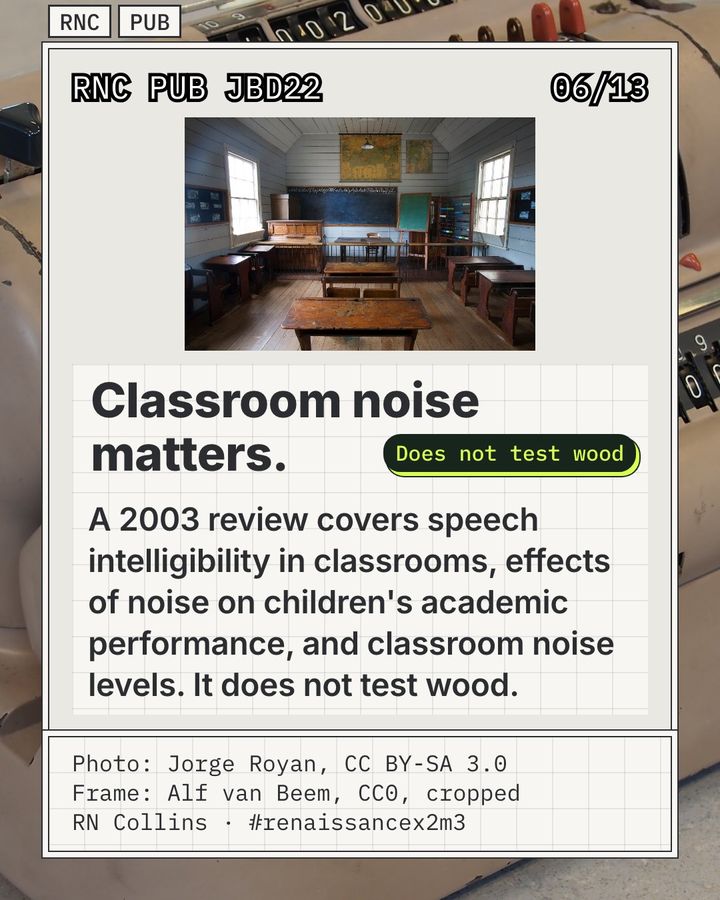 RNC PUB
RNC PUB JBD22 06/13
Classroom noise
matters.
Does not test wood
A 2003 review covers speech
intelligibility in classrooms, effects
of noise on children's academic
performance, and classroom noise
levels. It does not test wood.
Photo: Jorge Royan, CC BY-SA 3.0
Frame: Alf van Beem, CC0, cropped
RN Collins · #renaissancex2m3